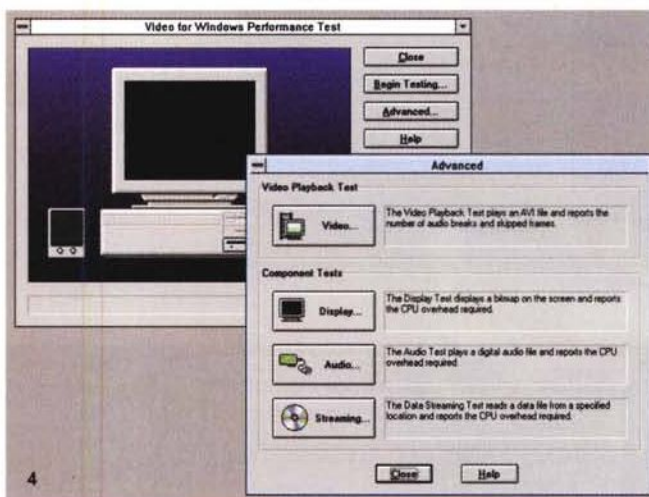 Video for Windows Performance Test
Close
Begin Testing...
Advanced...
Help
Advanced
Video Playback Test
Video...
The Video Playback Test plays an AVI file and reports the
number of audio breaks and skipped frames.
Component Tests
Display...
The Display Test displays a bitmap on the screen and reports
the CPU overhead required.
Audio...
The Audio Test plays a digital audio file and reports the CPU
overhead required.
Streaming...
The Data Streaming Test reads a data file from a specified
location and reports the CPU overhead required.
Close
Help
4